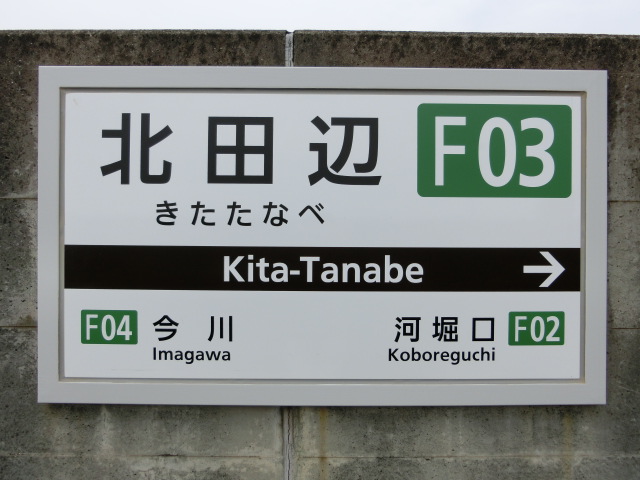 北田辺 F03
きたたなべ
Kita-Tanabe →
F04 今川 河堀口 F02
Imagawa Koboreguchi